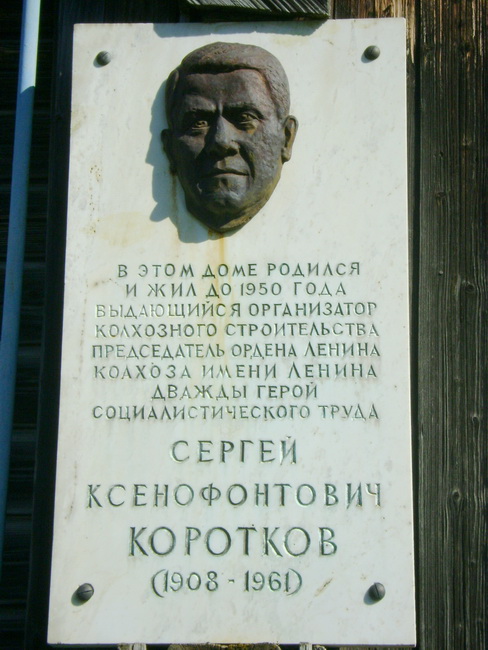 В ЭТОМ ДОМЕ РОДИЛСЯ
И ЖИЛ ДО 1950 ГОДА
ВЫДАЮЩИЙСЯ ОРГАНИЗАТОР
КОЛХОЗНОГО СТРОИТЕЛЬСТВА
ПРЕДСЕДАТЕЛЬ ОРДЕНА ЛЕНИНА
КОЛХОЗА ИМЕНИ ЛЕНИНА
ДВАЖДЫ ГЕРОЙ
СОЦИАЛИСТИЧЕСКОГО ТРУДА
СЕРГЕЙ
КСЕНОФОНТОВИЧ
КОРОТКОВ
(1908 - 1961)